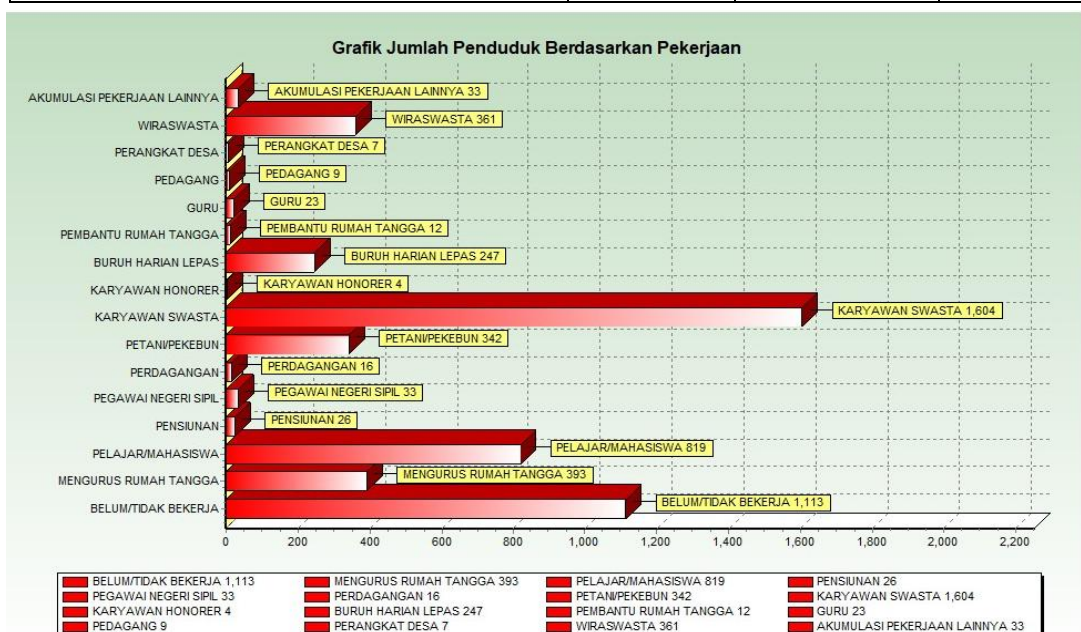 Grafik Jumlah Penduduk Berdasarkan Pekerjaan
AKUMULASI PEKERJAAN LAINNYA AKUMULASI PEKERJAAN LAINNYA 33
WIRASWASTA WIRASWASTA 361
PERANGKAT DESA PERANGKAT DESA 7
PEDAGANG PEDAGANG 9
GURU GURU 23
PEMBANTU RUMAH TANGGA PEMBANTU RUMAH TANGGA 12
BURUH HARIAN LEPAS BURUH HARIAN LEPAS 247
KARYAWAN HONORER KARYAWAN HONORER 4
KARYAWAN SWASTA KARYAWAN SWASTA 1,604
PETANI/PEKEBUN PETANI/PEKEBUN 342
PERDAGANGAN PERDAGANGAN 16
PEGAWAI NEGERI SIPIL PEGAWAI NEGERI SIPIL 33
PENSIUNAN PENSIUNAN 26
PELAJAR/MAHASISWA PELAJAR/MAHASISWA 819
MENGURUS RUMAH TANGGA MENGURUS RUMAH TANGGA 393
BELUM/TIDAK BEKERJA BELUM/TIDAK BEKERJA 1,113
0 200 400 600 800 1,000 1,200 1,400 1,600 1,800 2,000 2,200
BELUM/TIDAK BEKERJA 1,113 MENGURUS RUMAH TANGGA 393 PELAJAR/MAHASISWA 819 PENSIUNAN 26
PEGAWAI NEGERI SIPIL 33 PERDAGANGAN 16 PETANI/PEKEBUN 342 KARYAWAN SWASTA 1,604
KARYAWAN HONORER 4 BURUH HARIAN LEPAS 247 PEMBANTU RUMAH TANGGA 12 GURU 23
PEDAGANG 9 PERANGKAT DESA 7 WIRASWASTA 361 AKUMULASI PEKERJAAN LAINNYA 33